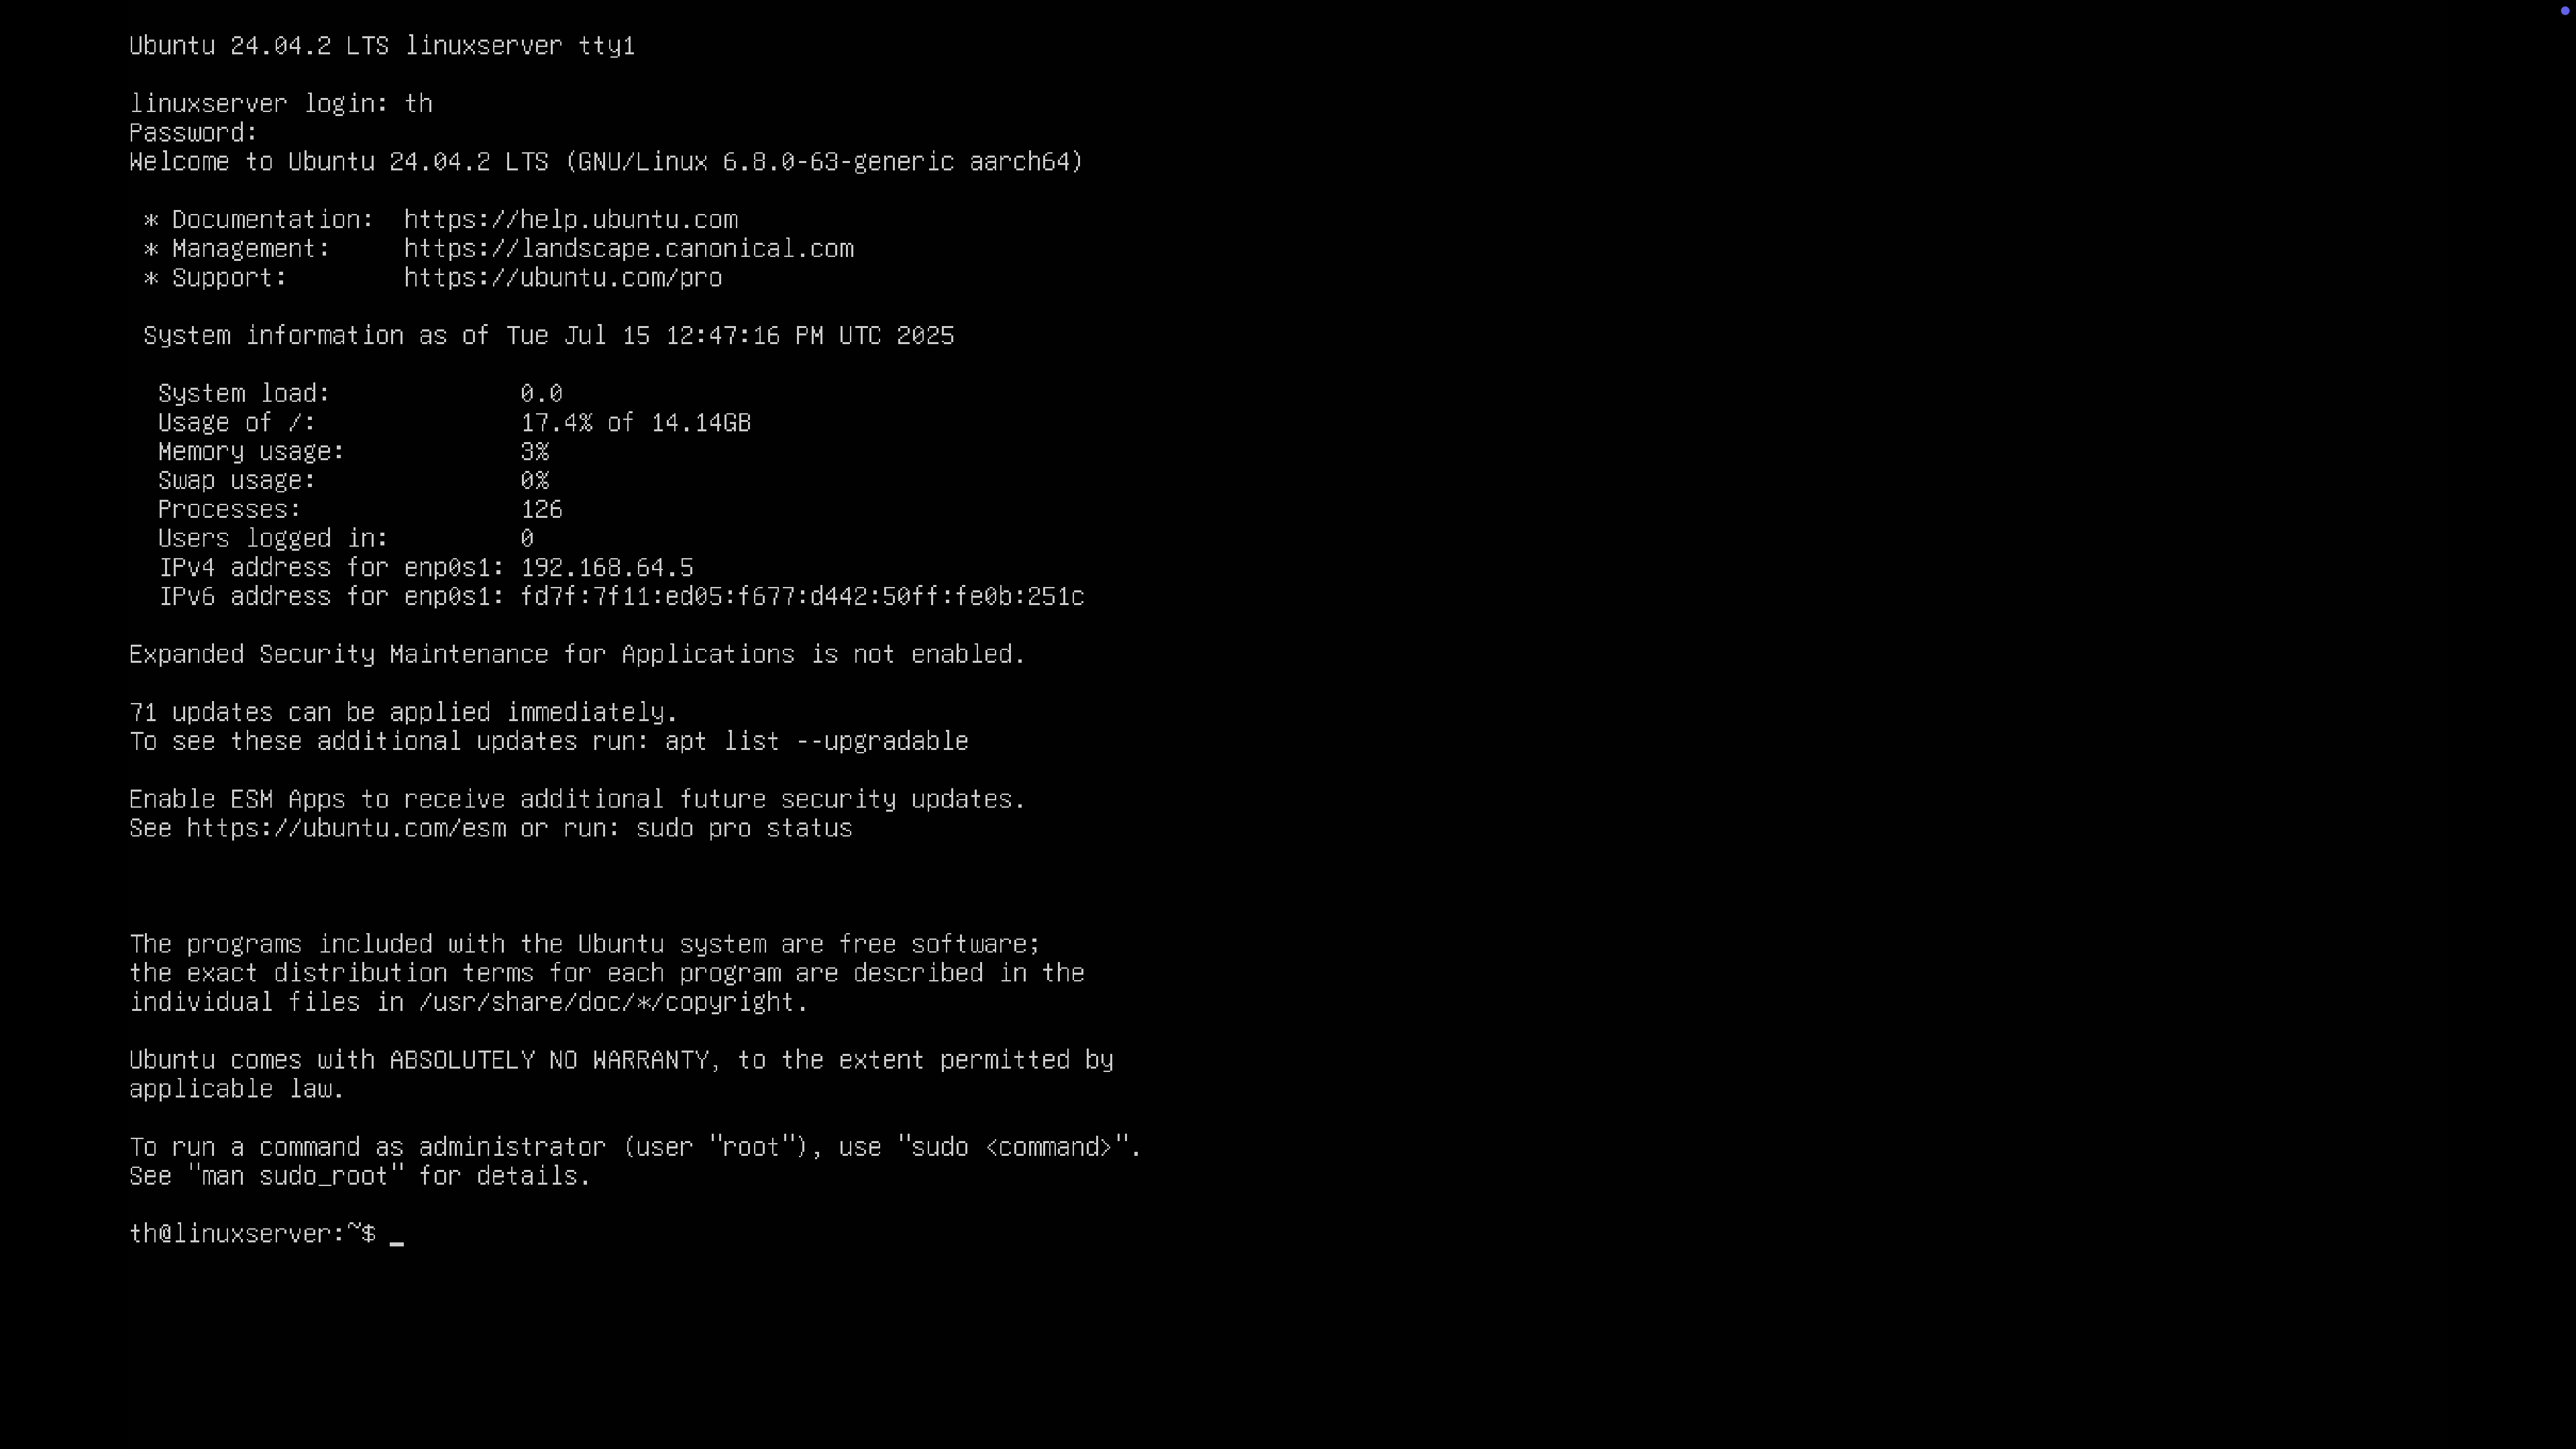 Ubuntu 24.04.2 LTS linuxserver tty1
linuxserver login: th
Password:
Welcome to Ubuntu 24.04.2 LTS (GNU/Linux 6.8.0-63-generic aarch64)
* Documentation:  https://help.ubuntu.com
* Management:     https://landscape.canonical.com
* Support:        https://ubuntu.com/pro
System information as of Tue Jul 15 12:47:16 PM UTC 2025
System load:             0.0
Usage of /:              17.4% of 14.14GB
Memory usage:            3%
Swap usage:              0%
Processes:               126
Users logged in:         0
IPv4 address for enp0s1: 192.168.64.5
IPv6 address for enp0s1: fd7f:7f11:ed05:f677:d442:50ff:fe0b:251c
Expanded Security Maintenance for Applications is not enabled.
71 updates can be applied immediately.
To see these additional updates run: apt list --upgradable
Enable ESM Apps to receive additional future security updates.
See https://ubuntu.com/esm or run: sudo pro status
The programs included with the Ubuntu system are free software;
the exact distribution terms for each program are described in the
individual files in /usr/share/doc/*/copyright.
Ubuntu comes with ABSOLUTELY NO WARRANTY, to the extent permitted by
applicable law.
To run a command as administrator (user "root"), use "sudo <command>".
See "man sudo_root" for details.
th@linuxserver:~$ _